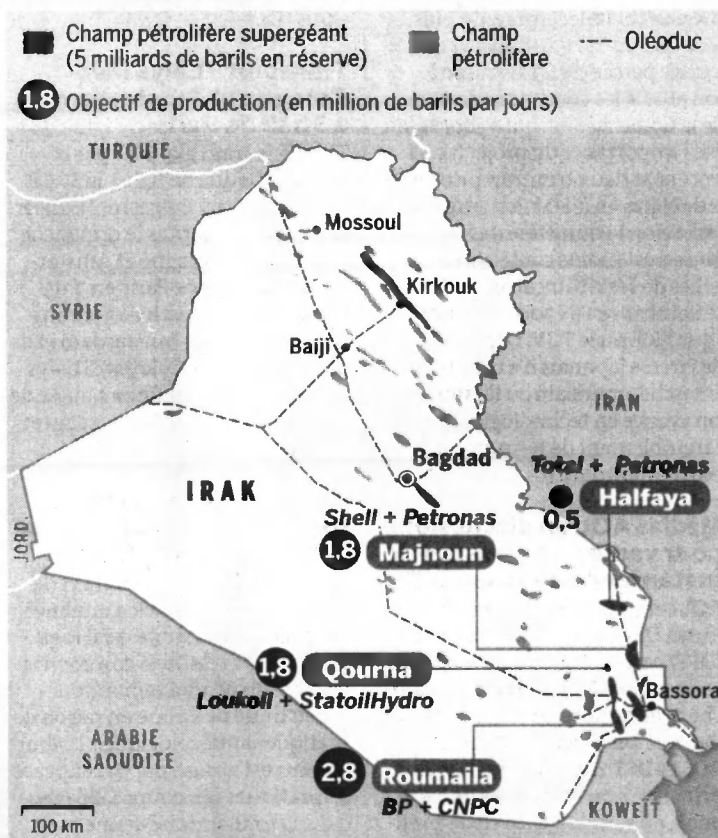 Champ pétrolifère supergéant
(5 milliards de barils en réserve)
Champ
pétrolifère
Oléoduc
1,8 Objectif de production (en million de barils par jours)
TURQUIE
Mossoul
Kirkouk
SYRIE
Baiji
IRAN
Bagdad
IRAK
Total + Petronas
Halfaya
0,5
JORD.
Shell + Petronas
1,8 Majnoun
1,8 Qourna
Loukoil + StatoilHydro
Bassora
ARABIE
SAOUDITE
2,8 Roumaila
BP + CNPC
KOWEÏT
100 km